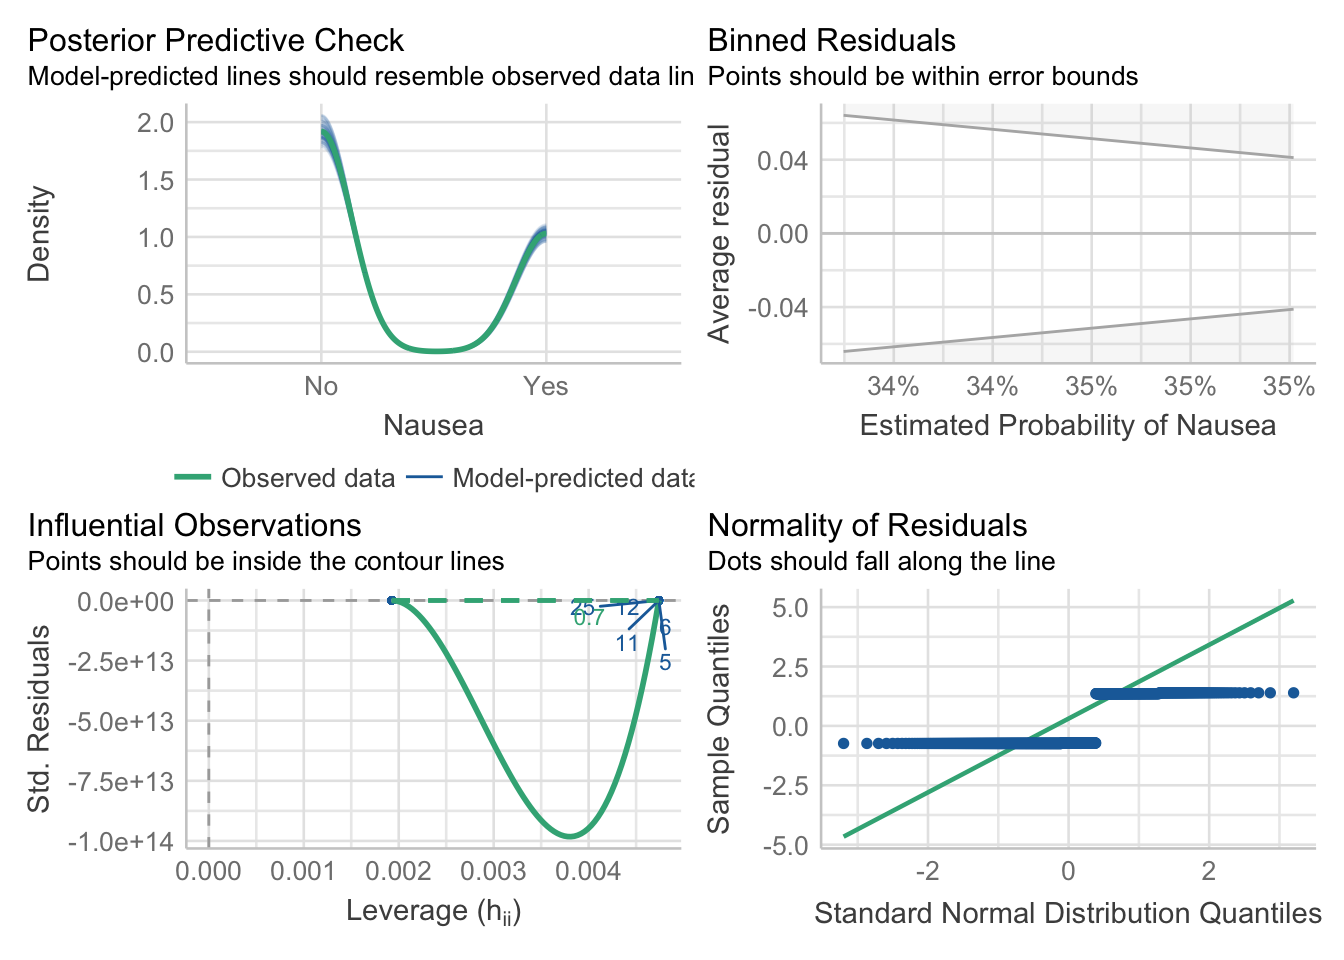 Posterior Predictive Check
Model-predicted lines should resemble observed data lin
2.0
1.5
1.0
0.5
0.0
Density
No
Yes
Nausea
Observed data
Model-predicted data
Binned Residuals
Points should be within error bounds
0.04
0.00
-0.04
Average residual
34%
34%
35%
35%
35%
Estimated Probability of Nausea
Influential Observations
Points should be inside the contour lines
0.0e+00
-2.5e+13
-5.0e+13
-7.5e+13
-1.0e+14
Std. Residuals
25
12
0.7
6
11
5
0.000
0.001
0.002
0.003
0.004
Leverage (hii)
Normality of Residuals
Dots should fall along the line
5.0
2.5
0.0
-2.5
-5.0
Sample Quantiles
-2
0
2
Standard Normal Distribution Quantiles